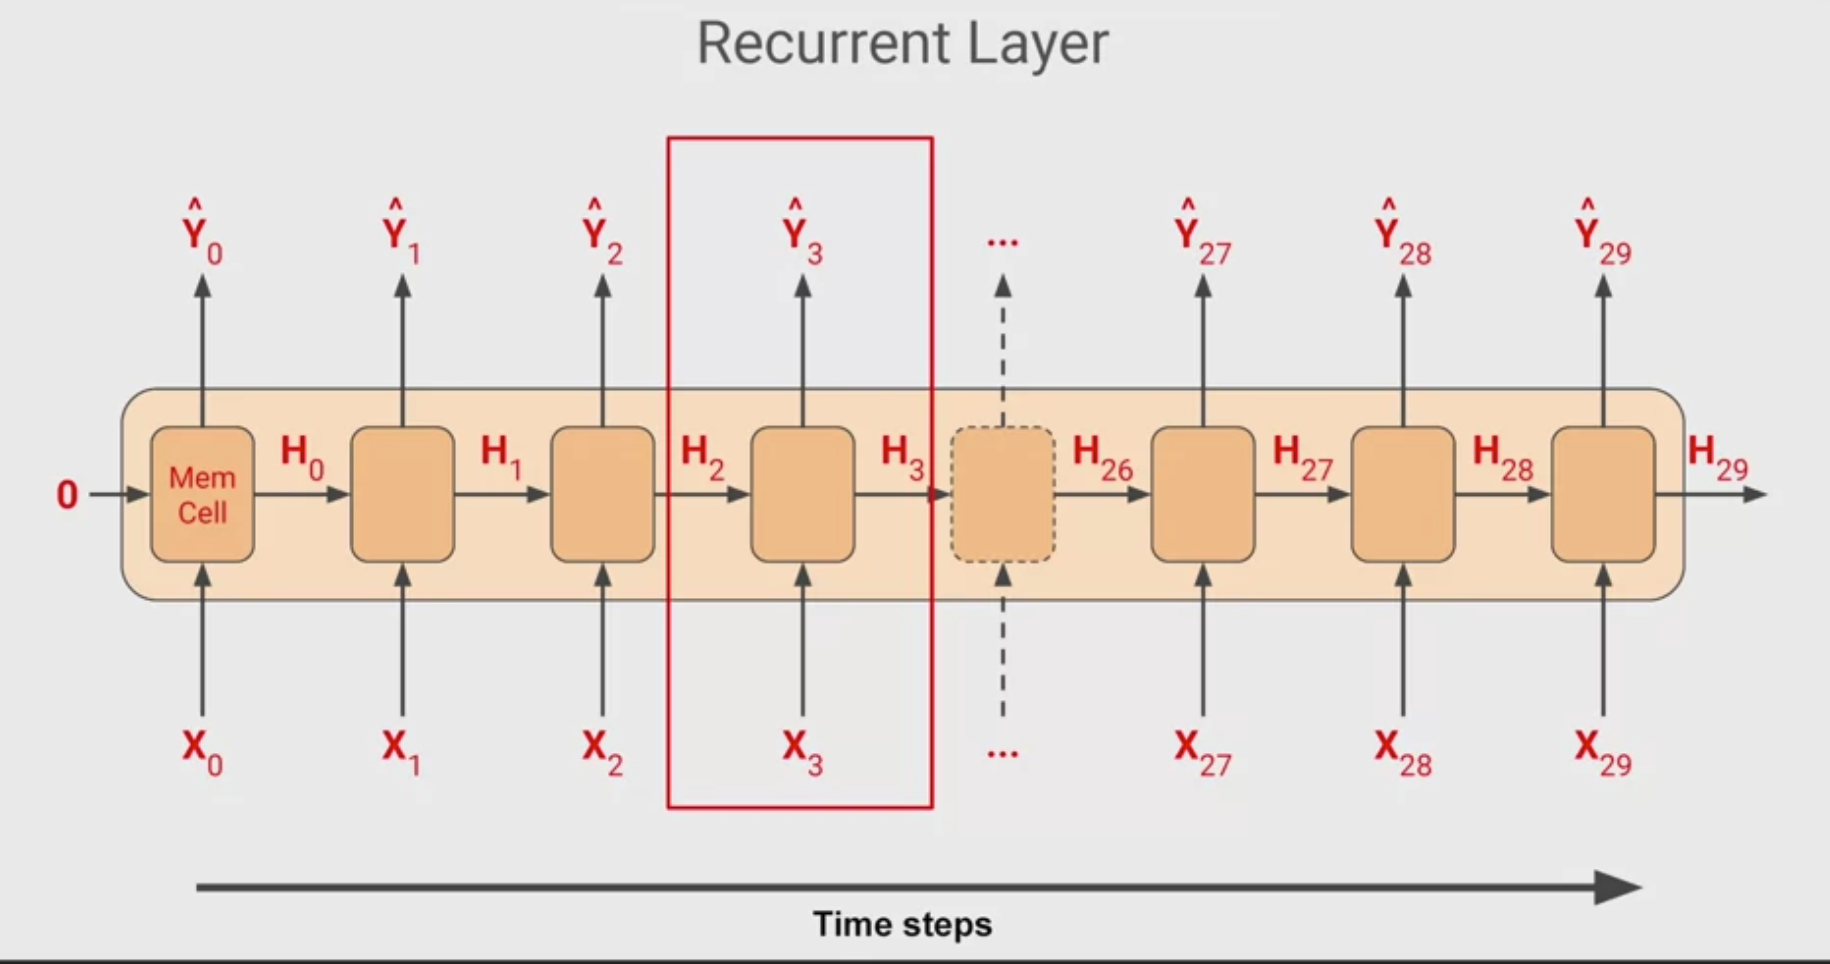 Recurrent Layer
Ŷ0 Ŷ1 Ŷ2 Ŷ3 ... Ŷ27 Ŷ28 Ŷ29
0 Mem Cell H0 H1 H2 H3 H26 H27 H28 H29
X0 X1 X2 X3 ... X27 X28 X29
Time steps